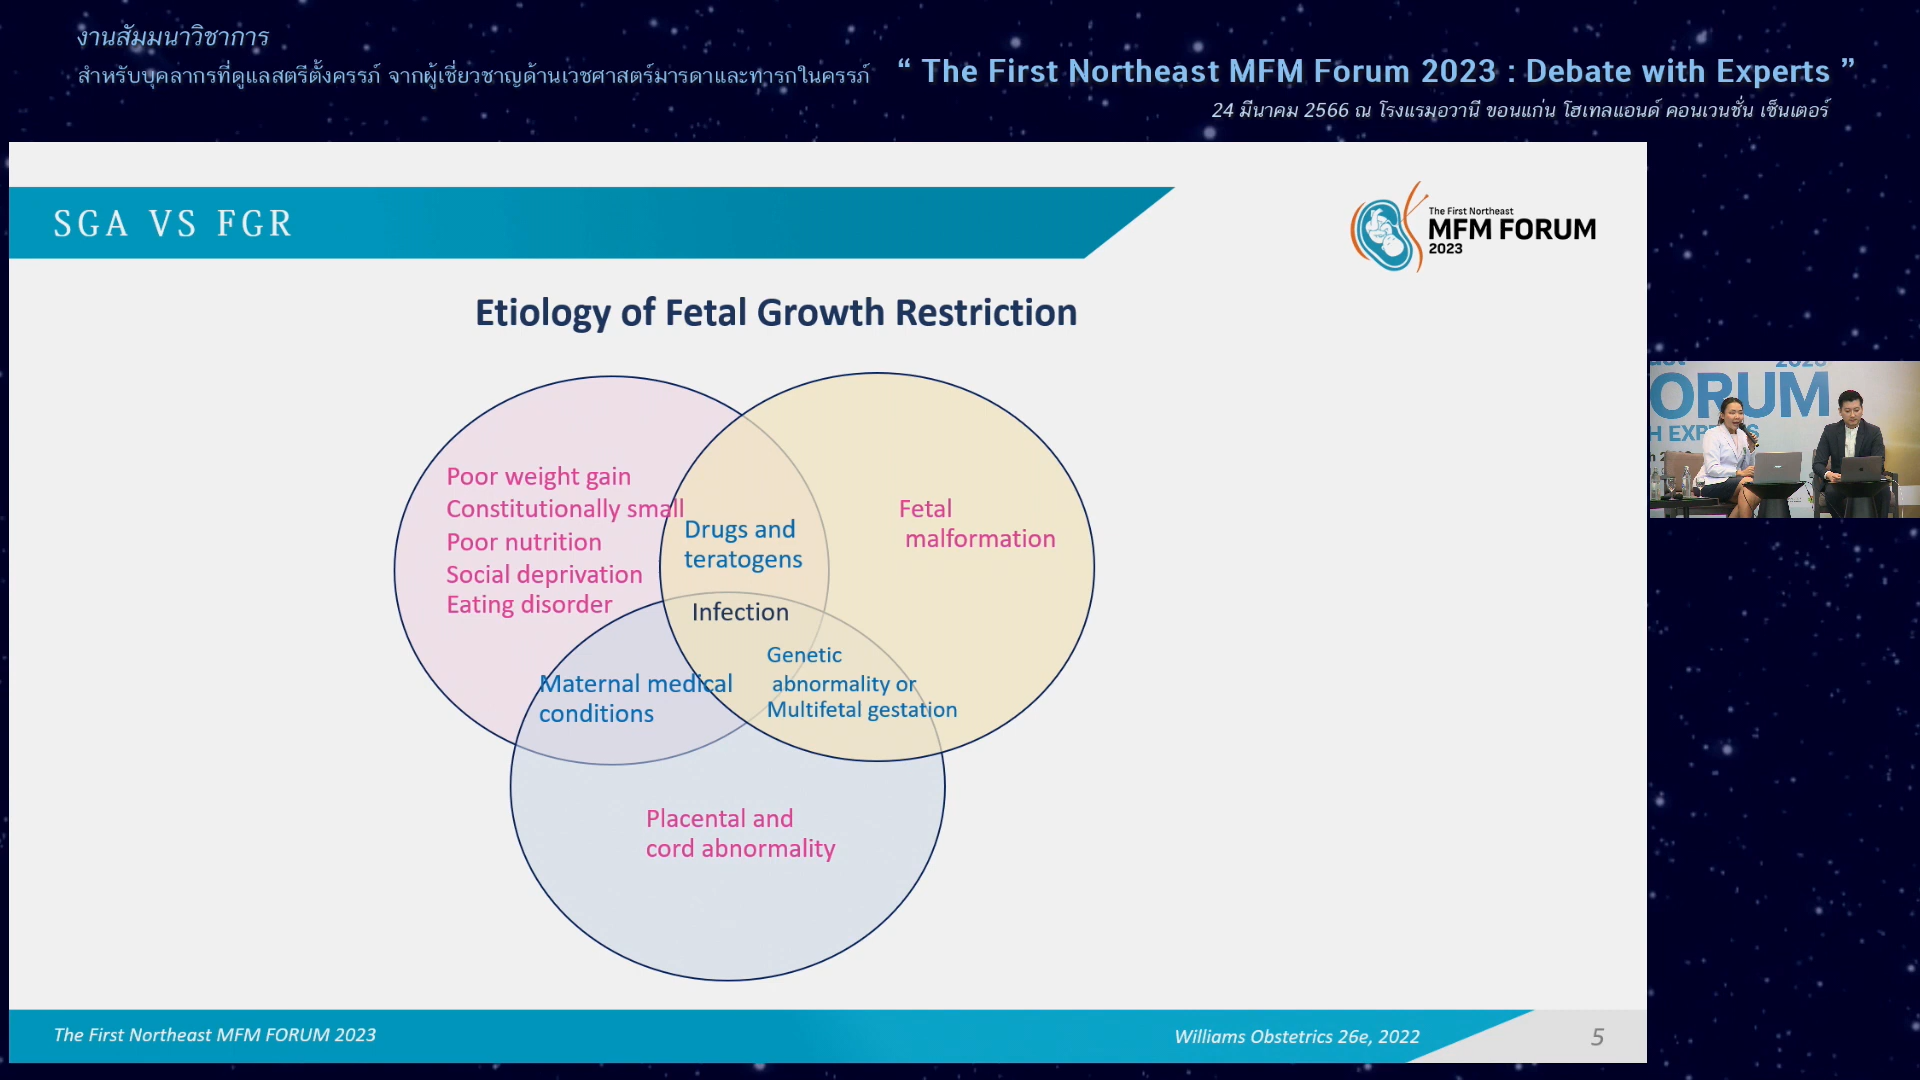 งานสัมมนาวิชาการ
สำหรับบุคลากรที่ดูแลสตรีตั้งครรภ์ จากผู้เชี่ยวชาญด้านเวชศาสตร์มารดาและทารกในครรภ์
“ The First Northeast MFM Forum 2023 : Debate with Experts ”
24 มีนาคม 2566 ณ โรงแรมอวานี ขอนแก่น โฮเทลแอนด์ คอนเวนชั่น เซ็นเตอร์
SGA VS FGR
The First Northeast
MFM FORUM
2023
Etiology of Fetal Growth Restriction
Poor weight gain
Constitutionally small
Poor nutrition
Social deprivation
Eating disorder
Drugs and
teratogens
Fetal
malformation
Infection
Maternal medical
conditions
Genetic
abnormality or
Multifetal gestation
Placental and
cord abnormality
2023
ORUM
H EXP
The First Northeast MFM FORUM 2023
Williams Obstetrics 26e, 2022
5